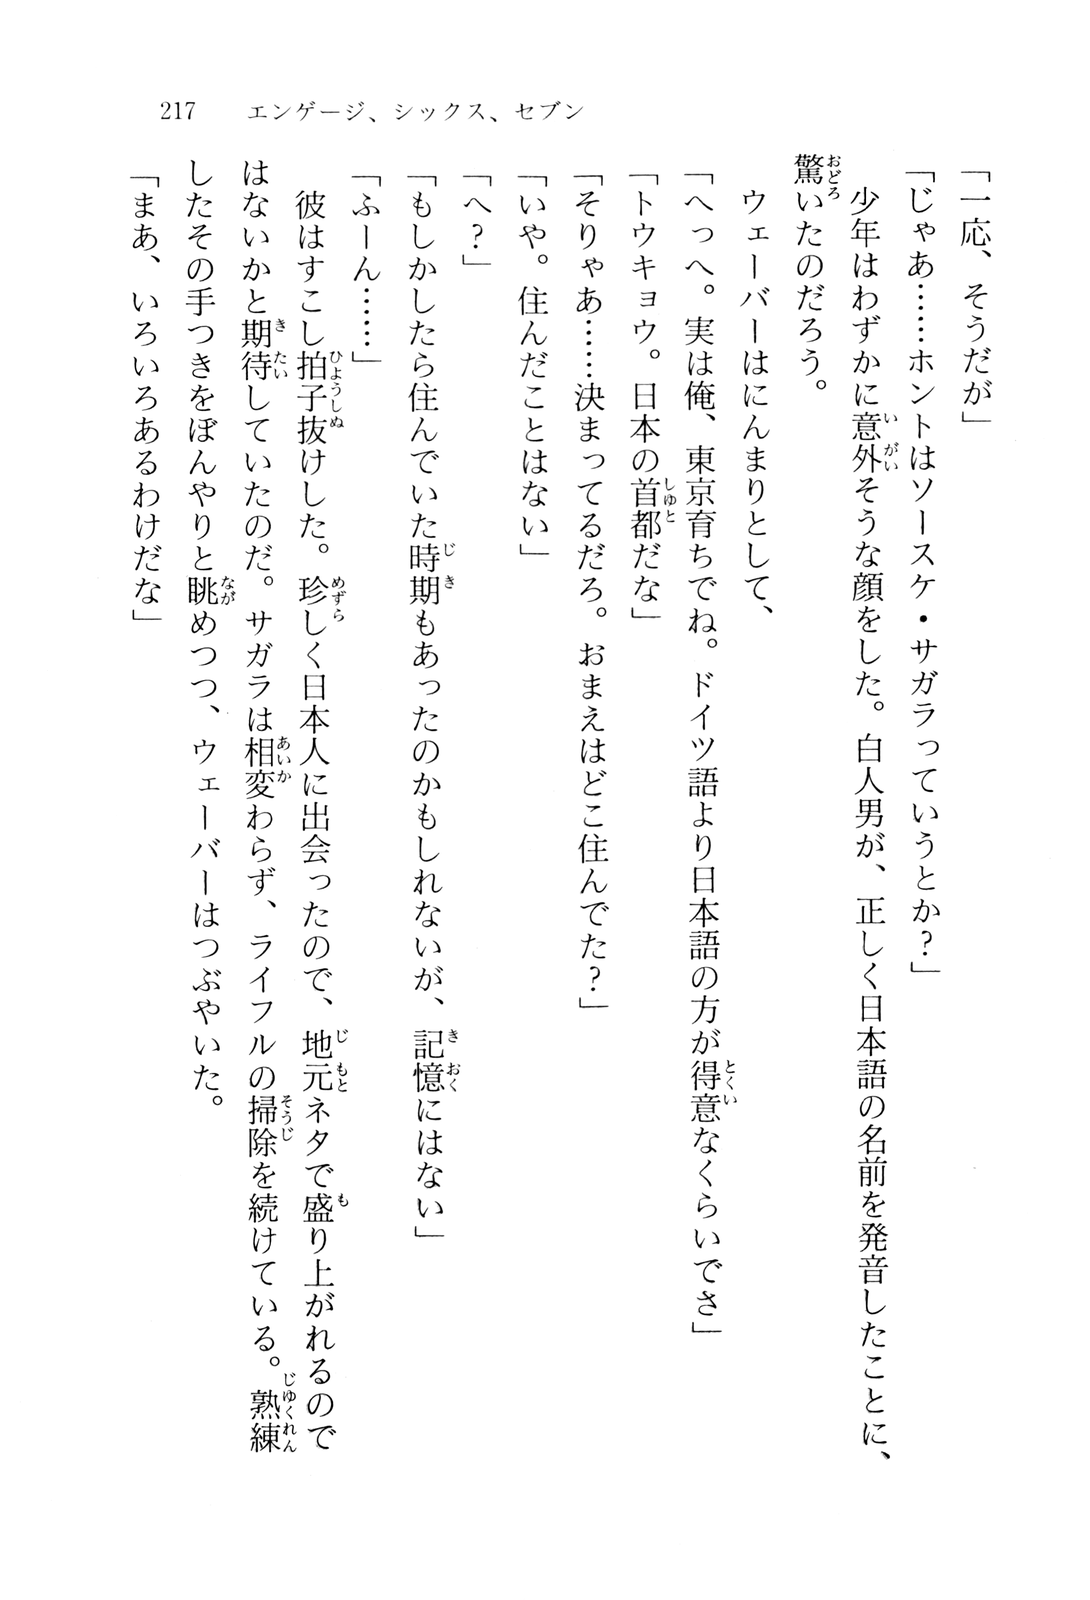 217 エンゲージ、シックス、セブン
「一応、そうだが」
「じゃあ……ホントはソースケ・サガラっていうとか?」
少年はわずかに意外そうな顔をした。白人男が、正しく日本語の名前を発音したことに、
驚いたのだろう。
ウェーバーはにんまりとして、
「へっへ。実は俺、東京育ちでね。ドイツ語より日本語の方が得意なくらいでさ」
「トウキョウ。日本の首都だな」
「そりゃあ……決まってるだろ。おまえはどこ住んでた?」
「いや。住んだことはない」
「へ?」
「もしかしたら住んでいた時期もあったのかもしれないが、記憶にはない」
「ふーん……」
彼はすこし拍子抜けした。珍しく日本人に出会ったので、地元ネタで盛り上がれるので
はないかと期待していたのだ。サガラは相変わらず、ライフルの掃除を続けている。熟練
したその手つきをぼんやりと眺めつつ、ウェーバーはつぶやいた。
「まあ、いろいろあるわけだな」